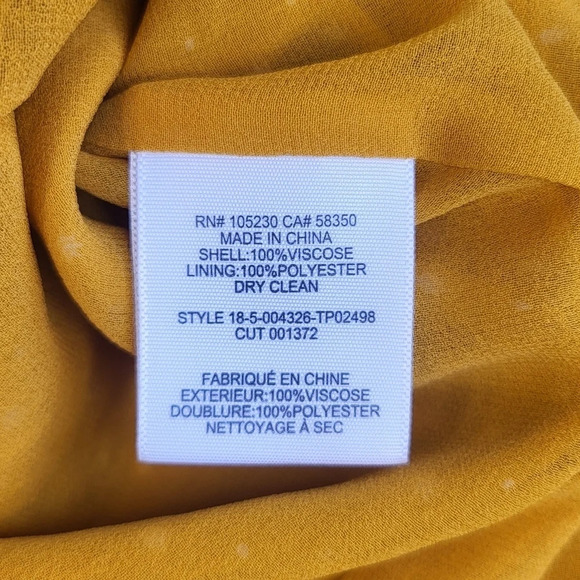 RN# 105230 CA# 58350
MADE IN CHINA
SHELL:100%VISCOSE
LINING:100%POLYESTER
DRY CLEAN
STYLE 18-5-004326-TP02498
CUT 001372
FABRIQUÉ EN CHINE
EXTERIEUR:100%VISCOSE
DOUBLURE:100%POLYESTER
NETTOYAGE À SEC